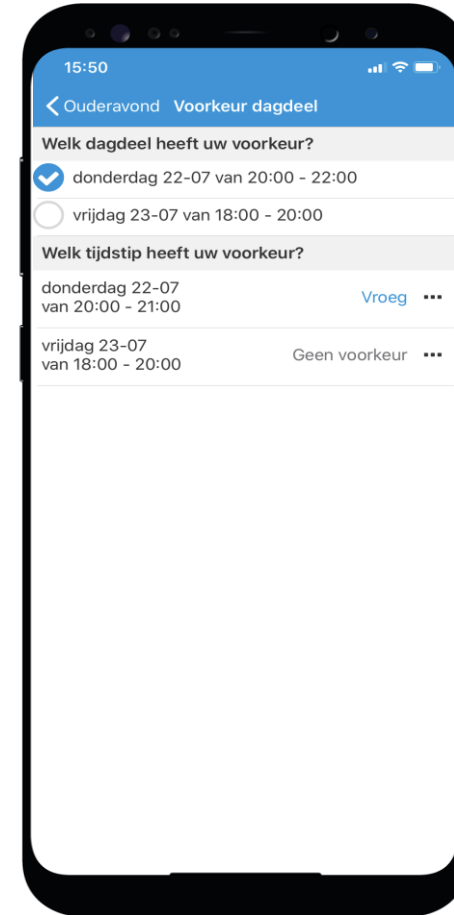 15:50
Ouderavond Voorkeur dagdeel
Welk dagdeel heeft uw voorkeur?
donderdag 22-07 van 20:00 - 22:00
vrijdag 23-07 van 18:00 - 20:00
Welk tijdstip heeft uw voorkeur?
donderdag 22-07
van 20:00 - 21:00
Vroeg
vrijdag 23-07
van 18:00 - 20:00
Geen voorkeur